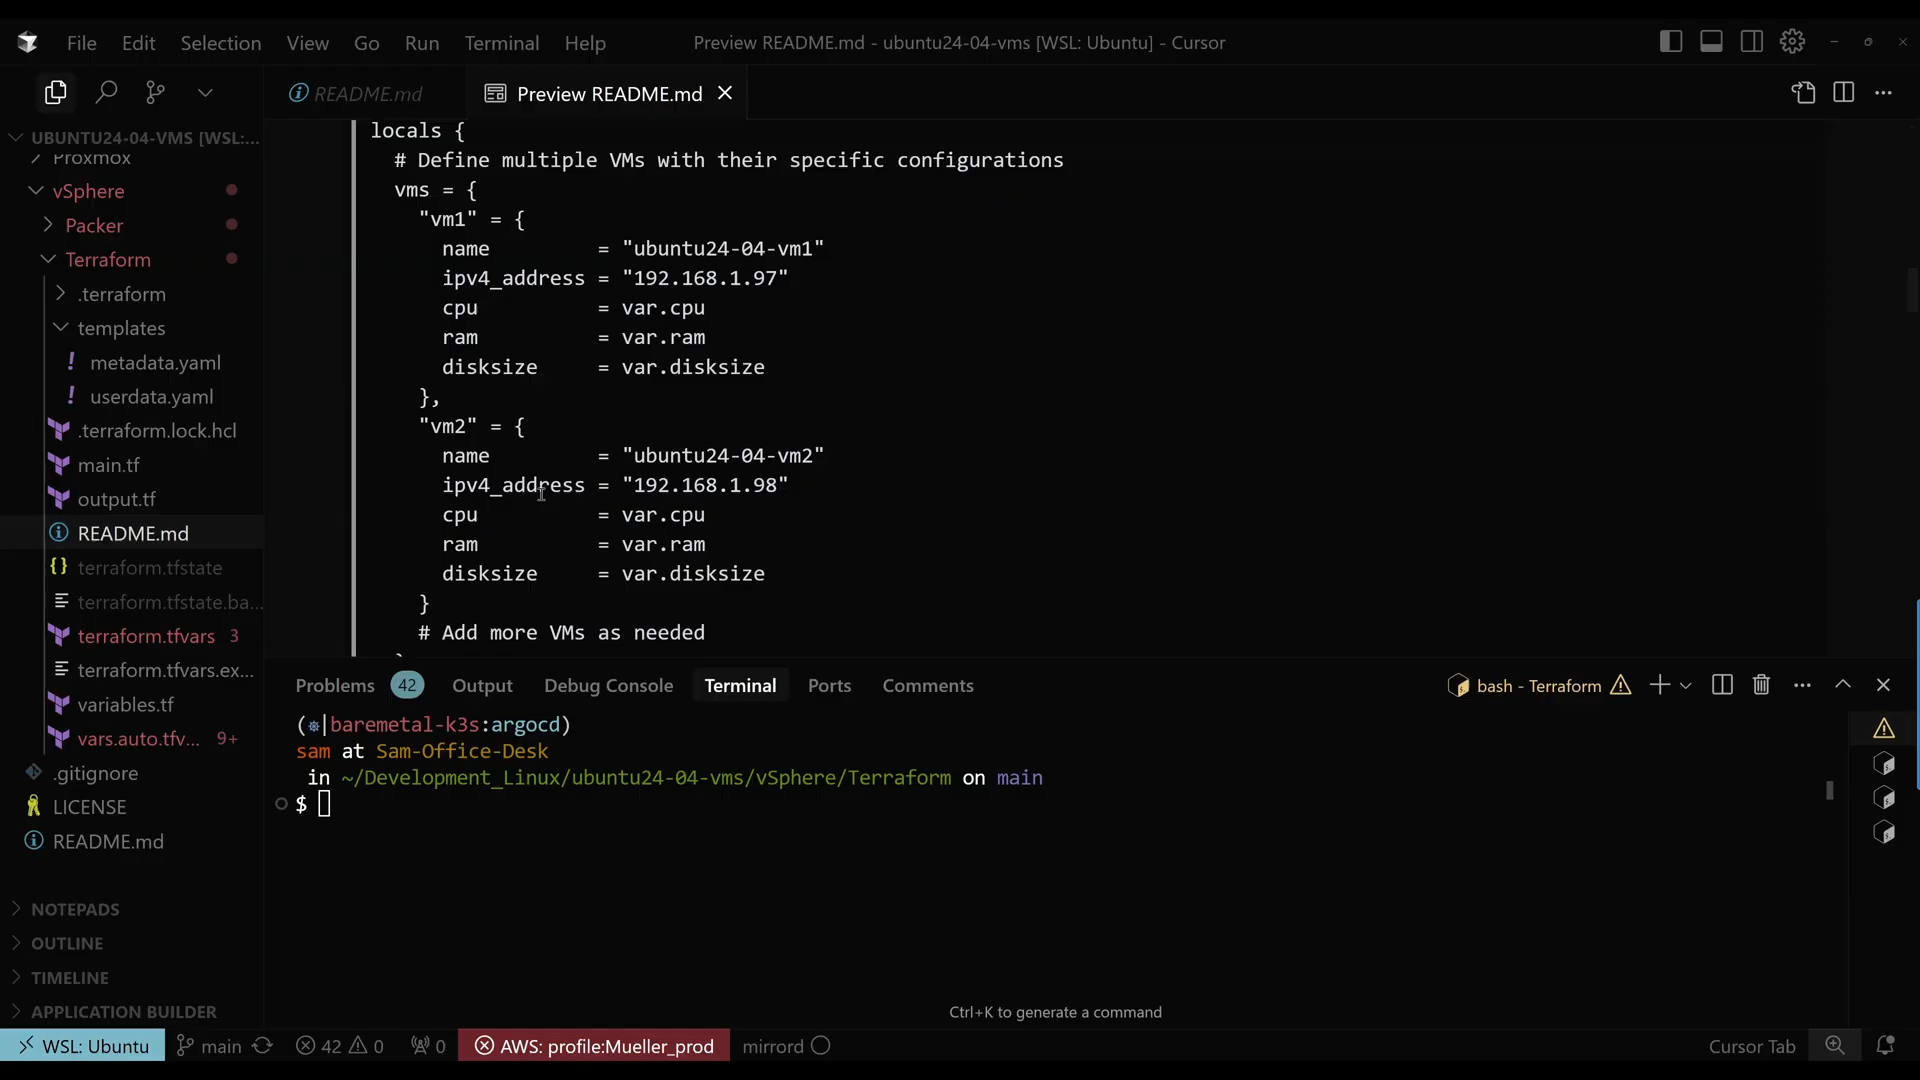 File Edit Selection View Go Run Terminal Help
Preview README.md - ubuntu24-04-vms [WSL: Ubuntu] - Cursor
README.md
Preview README.md
UBUNTU24-04-VMS [WSL:...
Proxmox
vSphere
Packer
Terraform
.terraform
templates
metadata.yaml
userdata.yaml
.terraform.lock.hcl
main.tf
output.tf
README.md
terraform.tfstate
terraform.tfstate.ba...
terraform.tfvars 3
terraform.tfvars.ex...
variables.tf
vars.auto.tfv... 9+
.gitignore
LICENSE
README.md
NOTEPADS
OUTLINE
TIMELINE
APPLICATION BUILDER
locals {
# Define multiple VMs with their specific configurations
vms = {
"vm1" = {
name = "ubuntu24-04-vm1"
ipv4_address = "192.168.1.97"
cpu = var.cpu
ram = var.ram
disksize = var.disksize
},
"vm2" = {
name = "ubuntu24-04-vm2"
ipv4_address = "192.168.1.98"
cpu = var.cpu
ram = var.ram
disksize = var.disksize
}
# Add more VMs as needed
Problems 42 Output Debug Console Terminal Ports Comments
bash - Terraform
(⎈|baremetal-k3s:argocd)
sam at Sam-Office-Desk
in ~/Development_Linux/ubuntu24-04-vms/vSphere/Terraform on main
$
Ctrl+K to generate a command
WSL: Ubuntu main 42 0 0 AWS: profile:Mueller_prod mirrord Cursor Tab